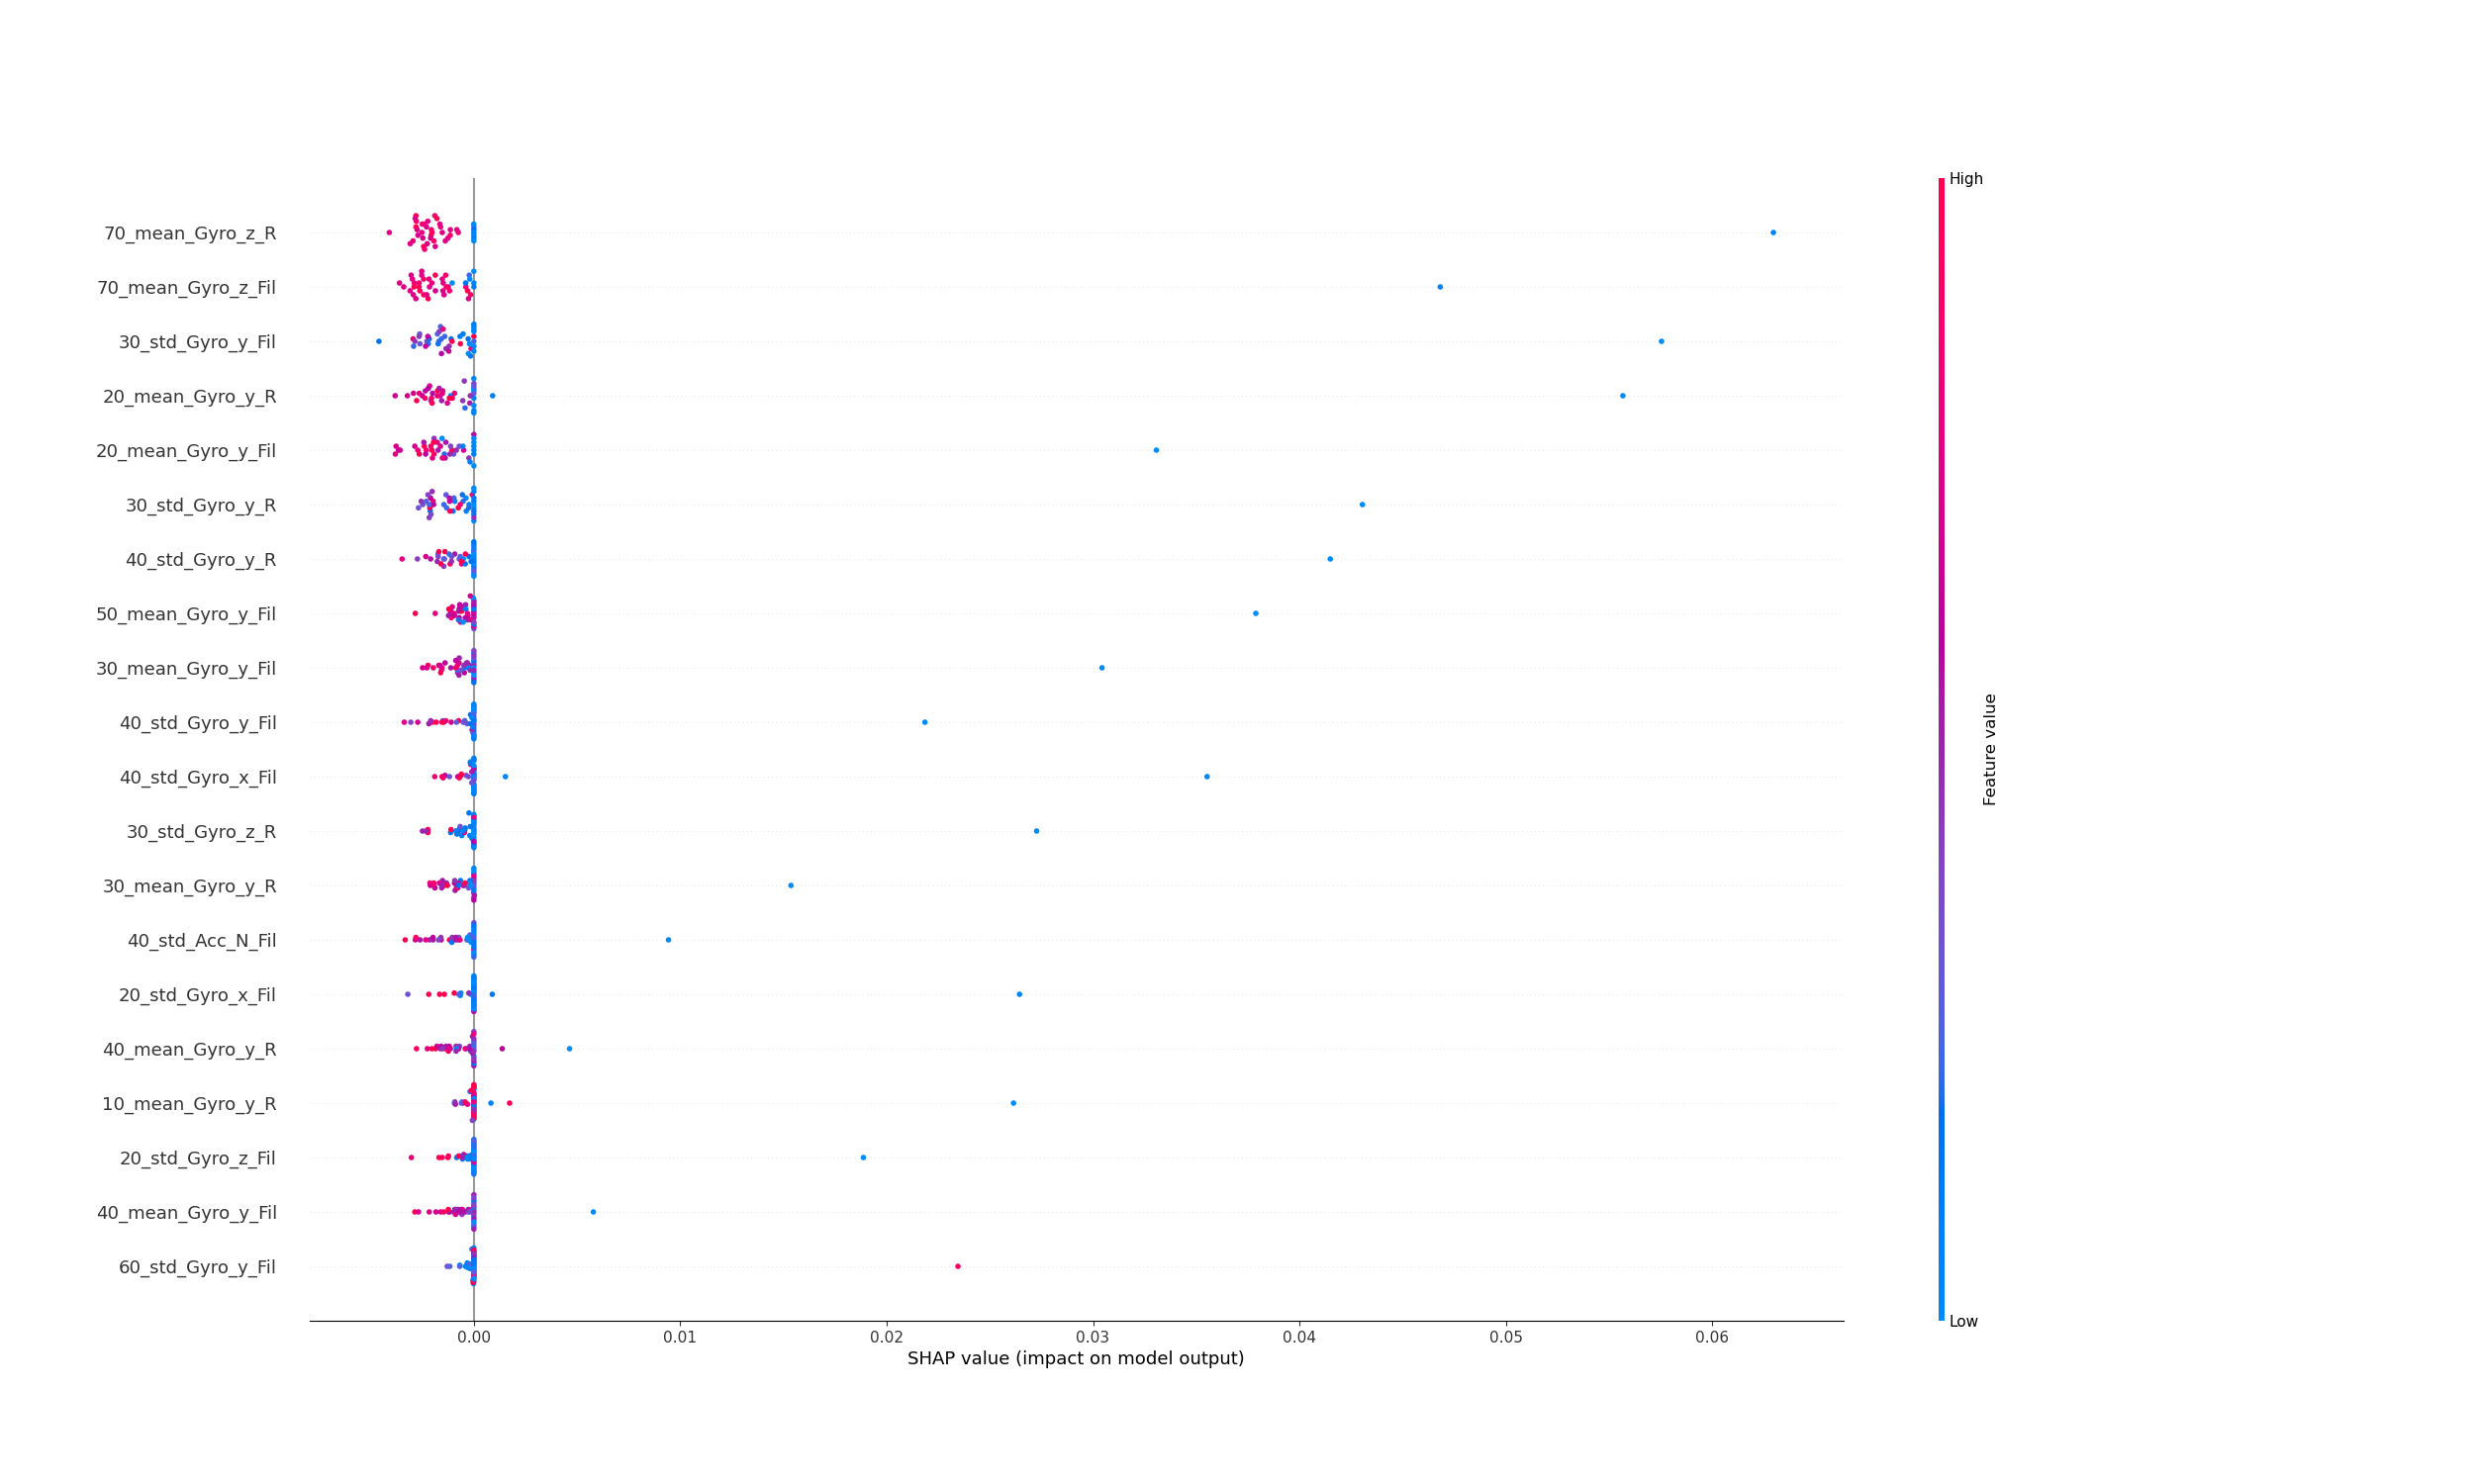 High
70_mean_Gyro_z_R
70_mean_Gyro_z_Fil
30_std_Gyro_y_Fil
20_mean_Gyro_y_R
20_mean_Gyro_y_Fil
30_std_Gyro_y_R
40_std_Gyro_y_R
50_mean_Gyro_y_Fil
30_mean_Gyro_y_Fil
40_std_Gyro_y_Fil
40_std_Gyro_x_Fil
30_std_Gyro_z_R
30_mean_Gyro_y_R
40_std_Acc_N_Fil
20_std_Gyro_x_Fil
40_mean_Gyro_y_R
10_mean_Gyro_y_R
20_std_Gyro_z_Fil
40_mean_Gyro_y_Fil
60_std_Gyro_y_Fil
Feature value
Low
0.00 0.01 0.02 0.03 0.04 0.05 0.06
SHAP value (impact on model output)